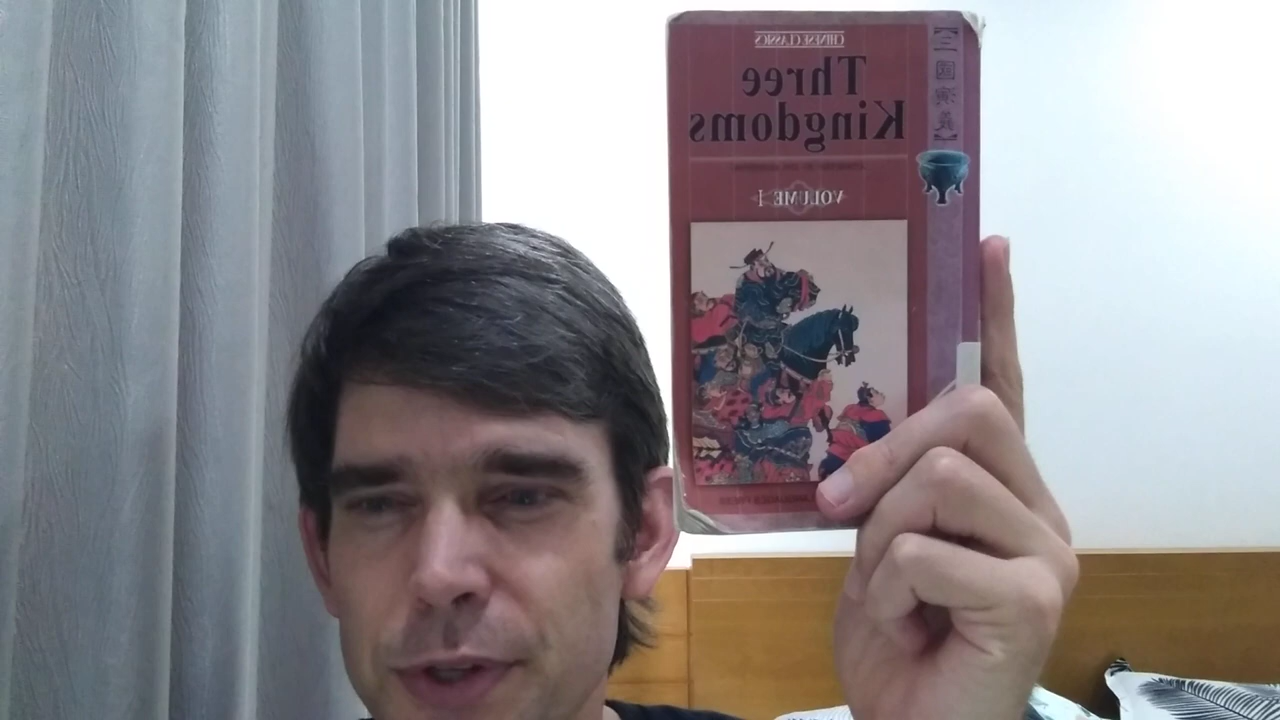 CHINESE CLASSICS
Three
Kingdoms
VOLUME I
【三國演義】